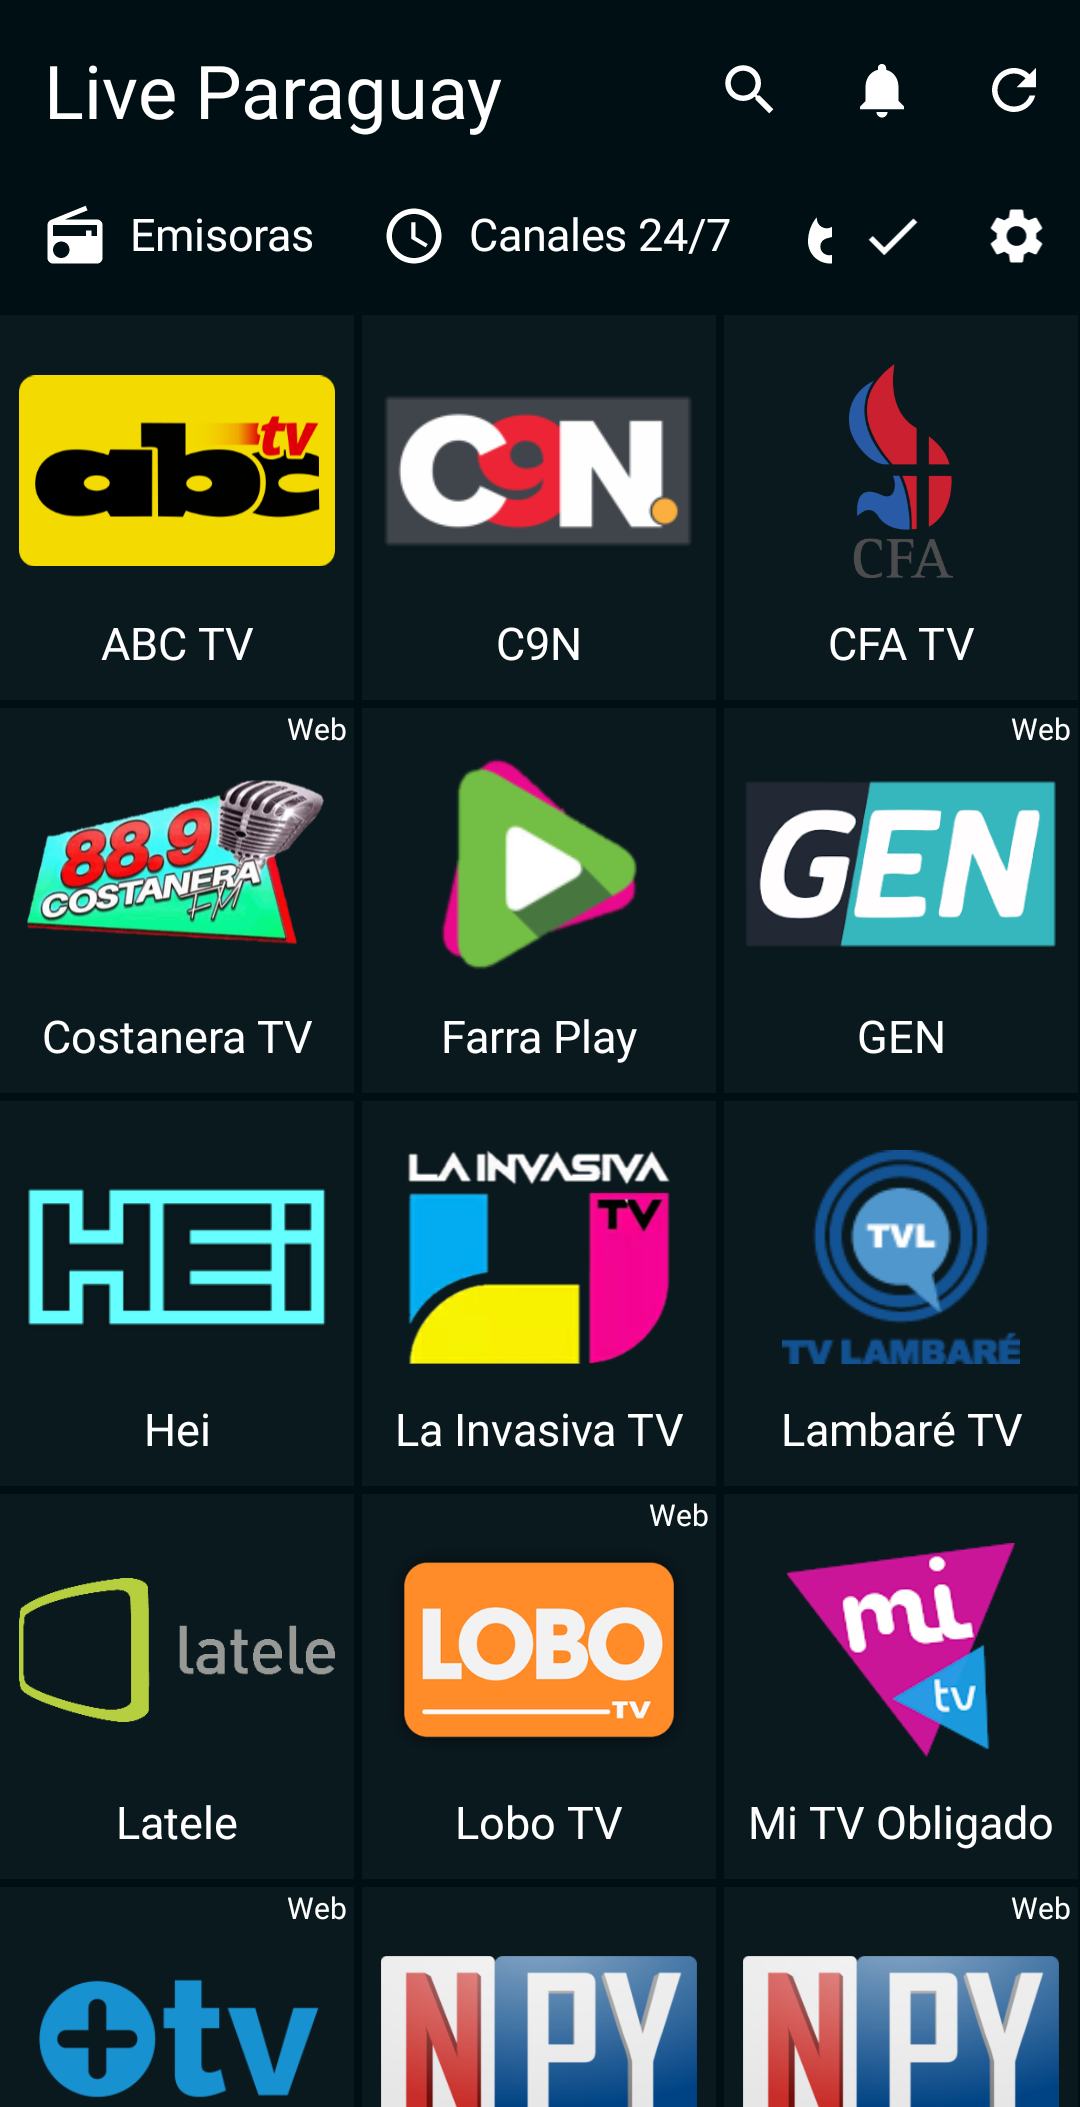 Live Paraguay
Emisoras Canales 24/7
abc tv
C9N.
CFA
ABC TV C9N CFA TV
Web Web
88.9
COSTANERA
FM
GEN
Costanera TV Farra Play GEN
HEi
LA INVASIVA
TV
TVL
TV LAMBARÉ
Hei La Invasiva TV Lambaré TV
Web
latele
LOBO
TV
mi
tv
Latele Lobo TV Mi TV Obligado
Web Web
+tv
NPY
NPY